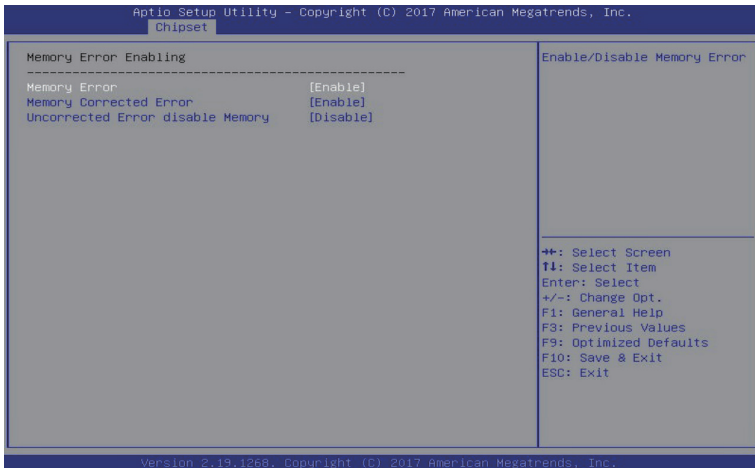 Aptio Setup Utility – Copyright (C) 2017 American Megatrends, Inc.
Chipset
Memory Error Enabling
--------------------------------------------------
Memory Error [Enable]
Memory Corrected Error [Enable]
Uncorrected Error disable Memory [Disable]
Enable/Disable Memory Error
→←: Select Screen
↑↓: Select Item
Enter: Select
+/-: Change Opt.
F1: General Help
F3: Previous Values
F9: Optimized Defaults
F10: Save & Exit
ESC: Exit
Version 2.19.1268. Copyright (C) 2017 American Megatrends, Inc.